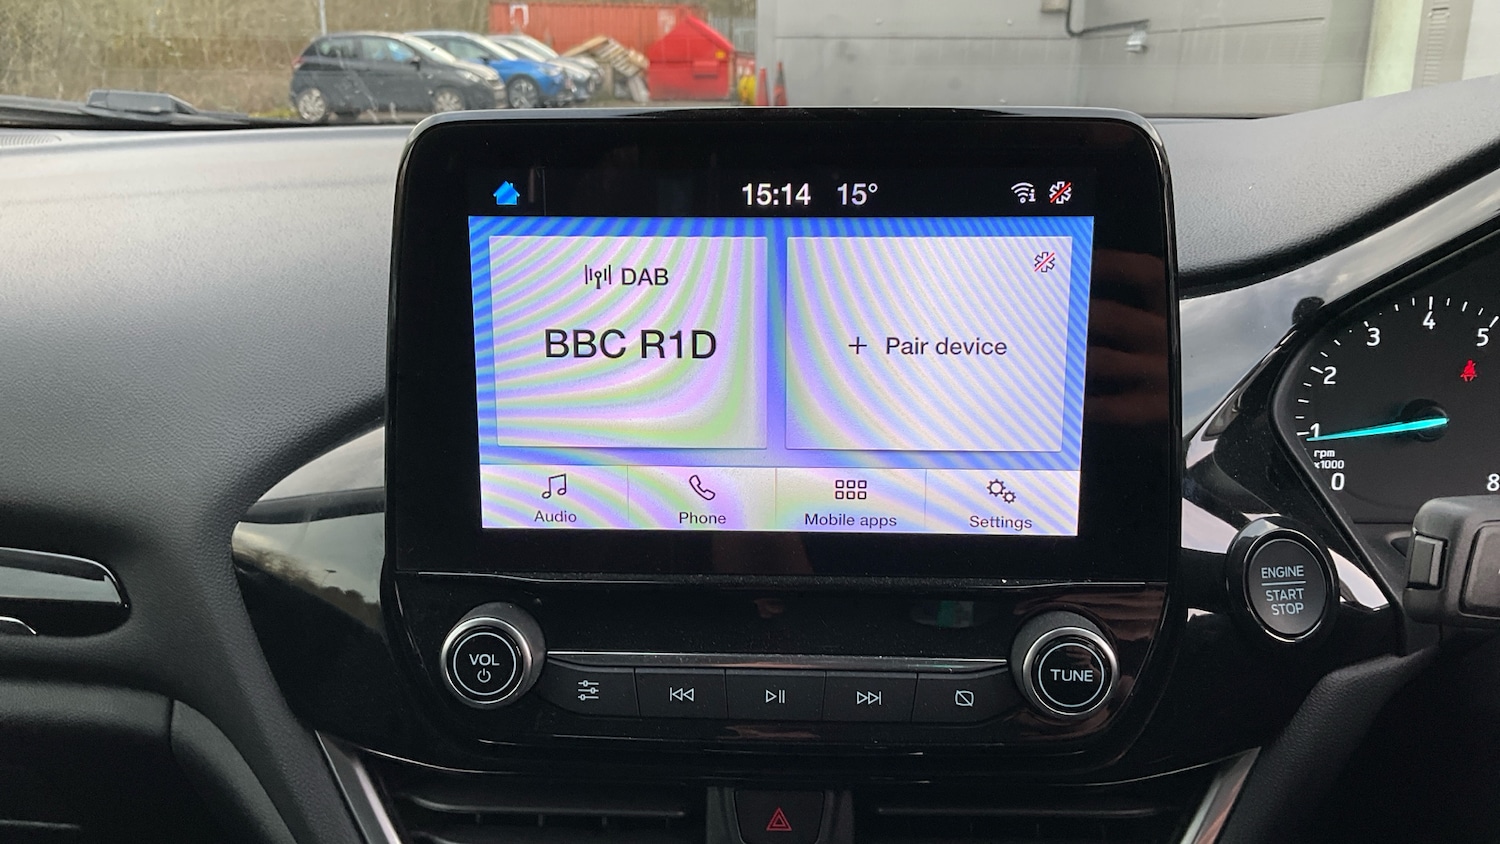 15:14 15°
DAB
BBC R1D
+ Pair device
Audio
Phone
Mobile apps
Settings
VOL
TUNE
ENGINE
START
STOP
1
2
3
4
5
rpm
x1000
0
8